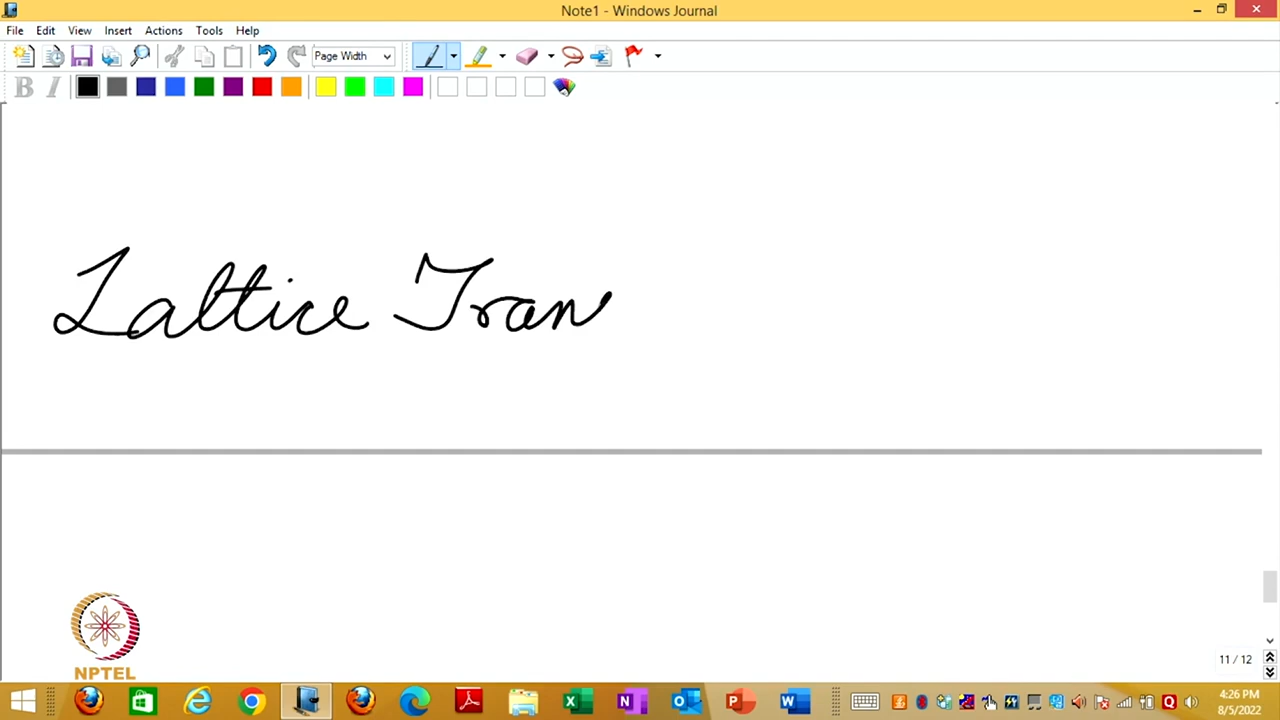 Note1 - Windows Journal
File Edit View Insert Actions Tools Help
Page Width
B I
Lattice Tran
NPTEL
11 / 12
4:26 PM
8/5/2022